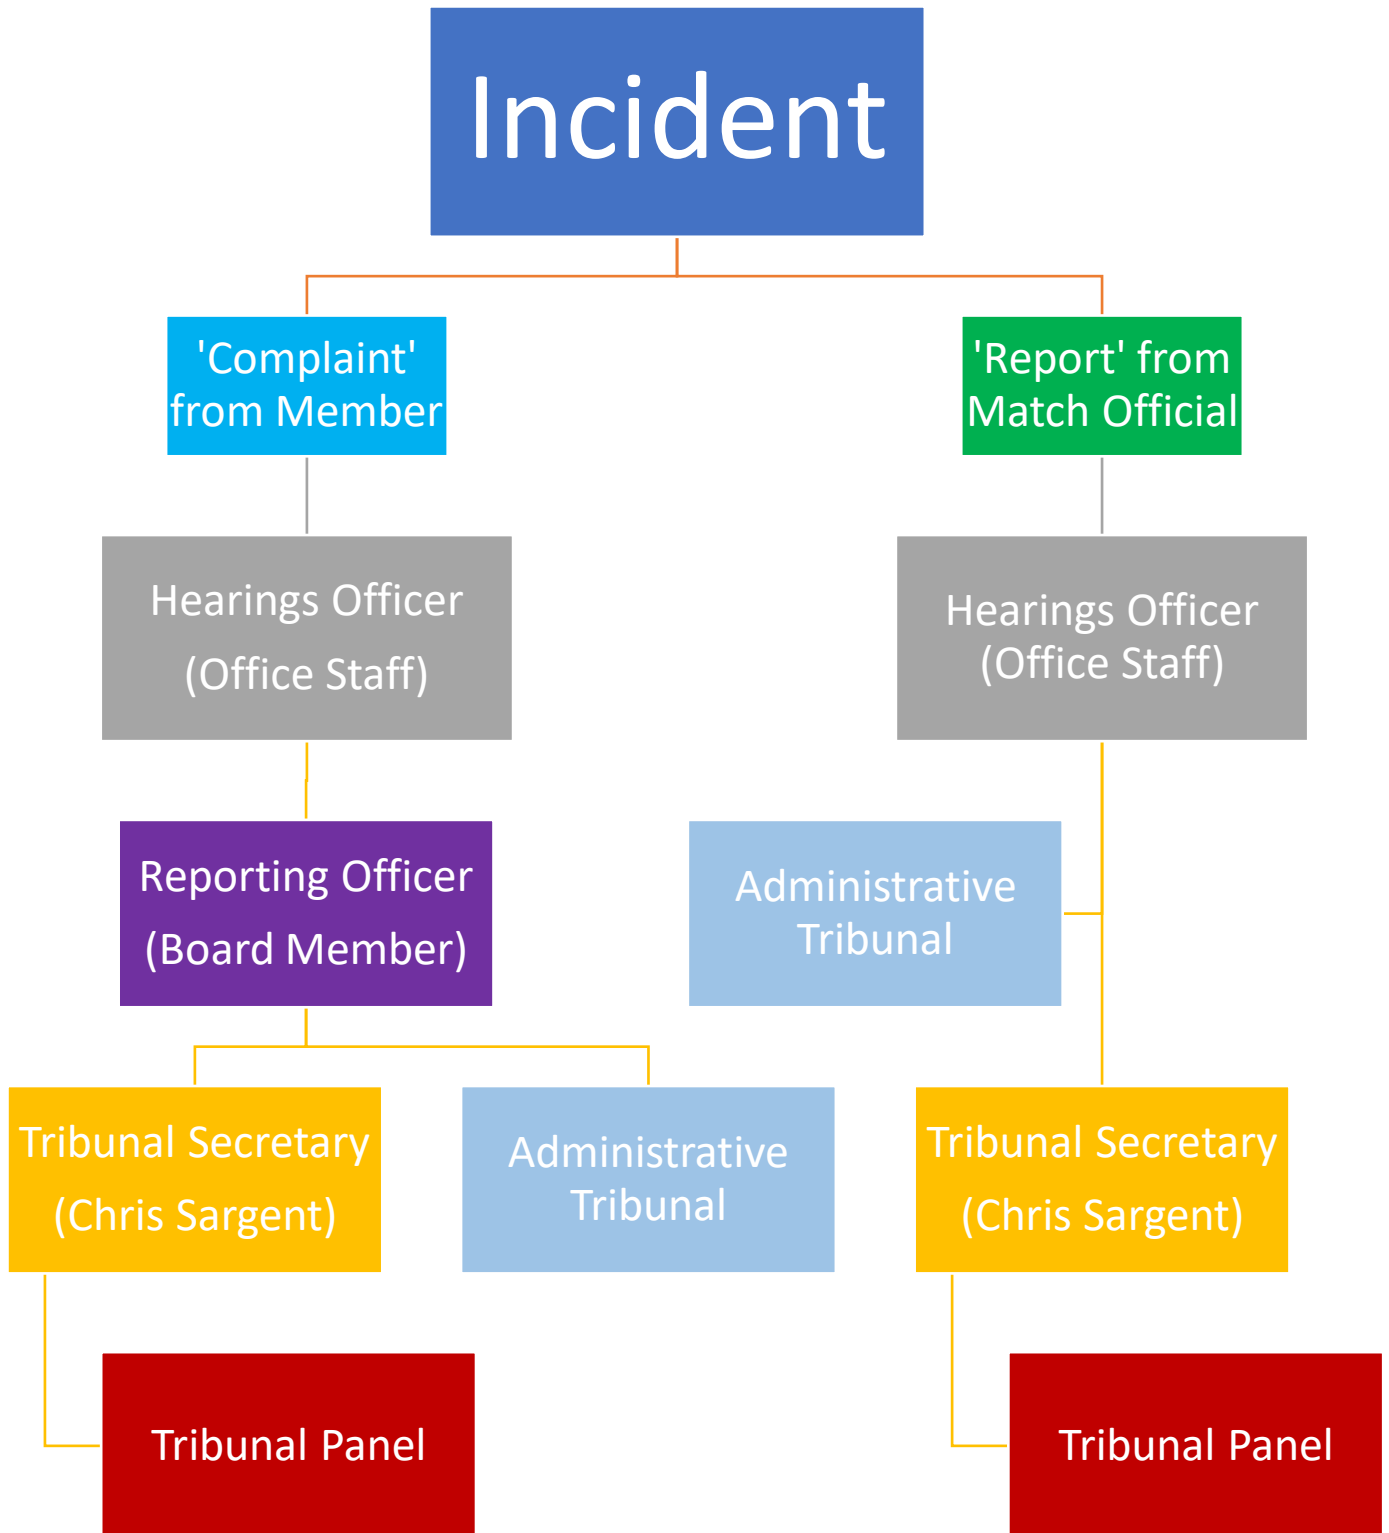 Incident
'Complaint'
from Member
'Report' from
Match Official
Hearings Officer
(Office Staff)
Hearings Officer
(Office Staff)
Reporting Officer
(Board Member)
Administrative
Tribunal
Tribunal Secretary
(Chris Sargent)
Administrative
Tribunal
Tribunal Secretary
(Chris Sargent)
Tribunal Panel
Tribunal Panel